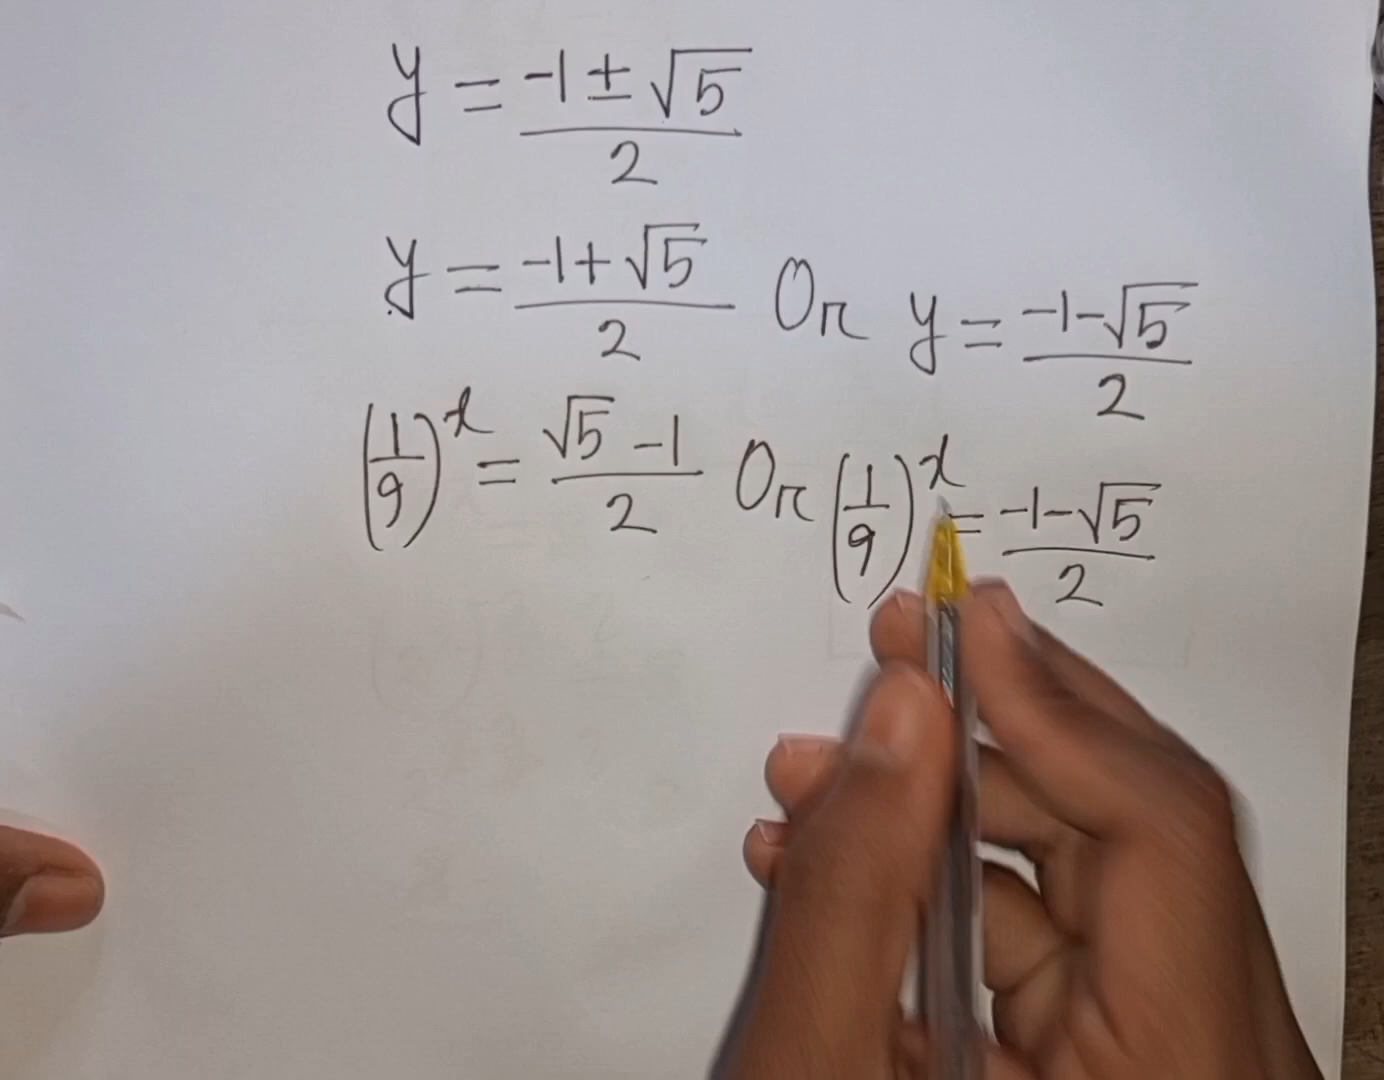 y = (-1 ± √5)/2
y = (-1 + √5)/2 Or y = (-1 - √5)/2
(1/9)^x = (√5 - 1)/2 Or (1/9)^x = (-1 - √5)/2